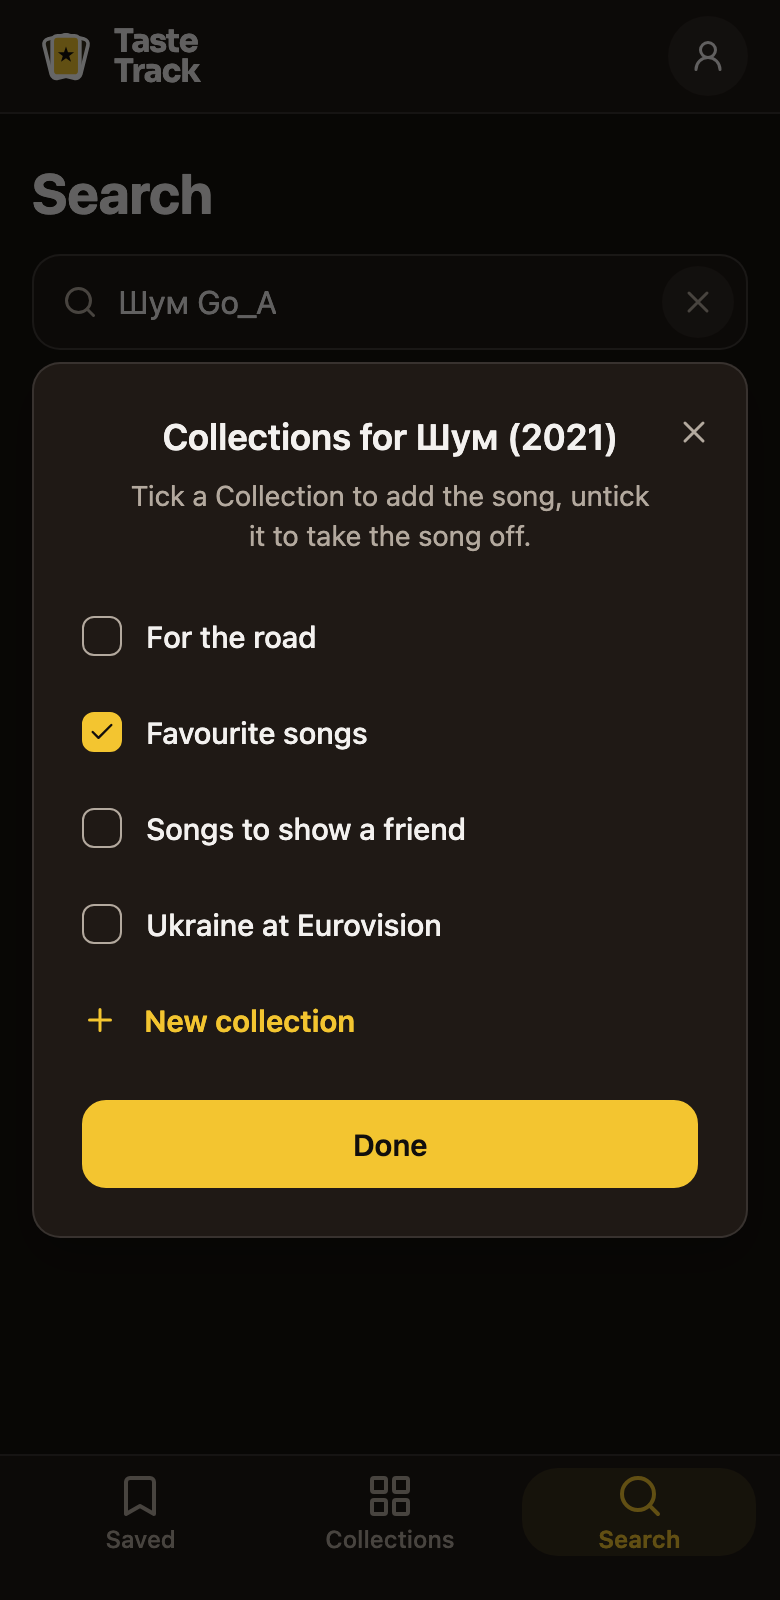 Taste
Track
Search
Шум Go_A
Collections for Шум (2021)
Tick a Collection to add the song, untick
it to take the song off.
For the road
Favourite songs
Songs to show a friend
Ukraine at Eurovision
New collection
Done
Saved
Collections
Search